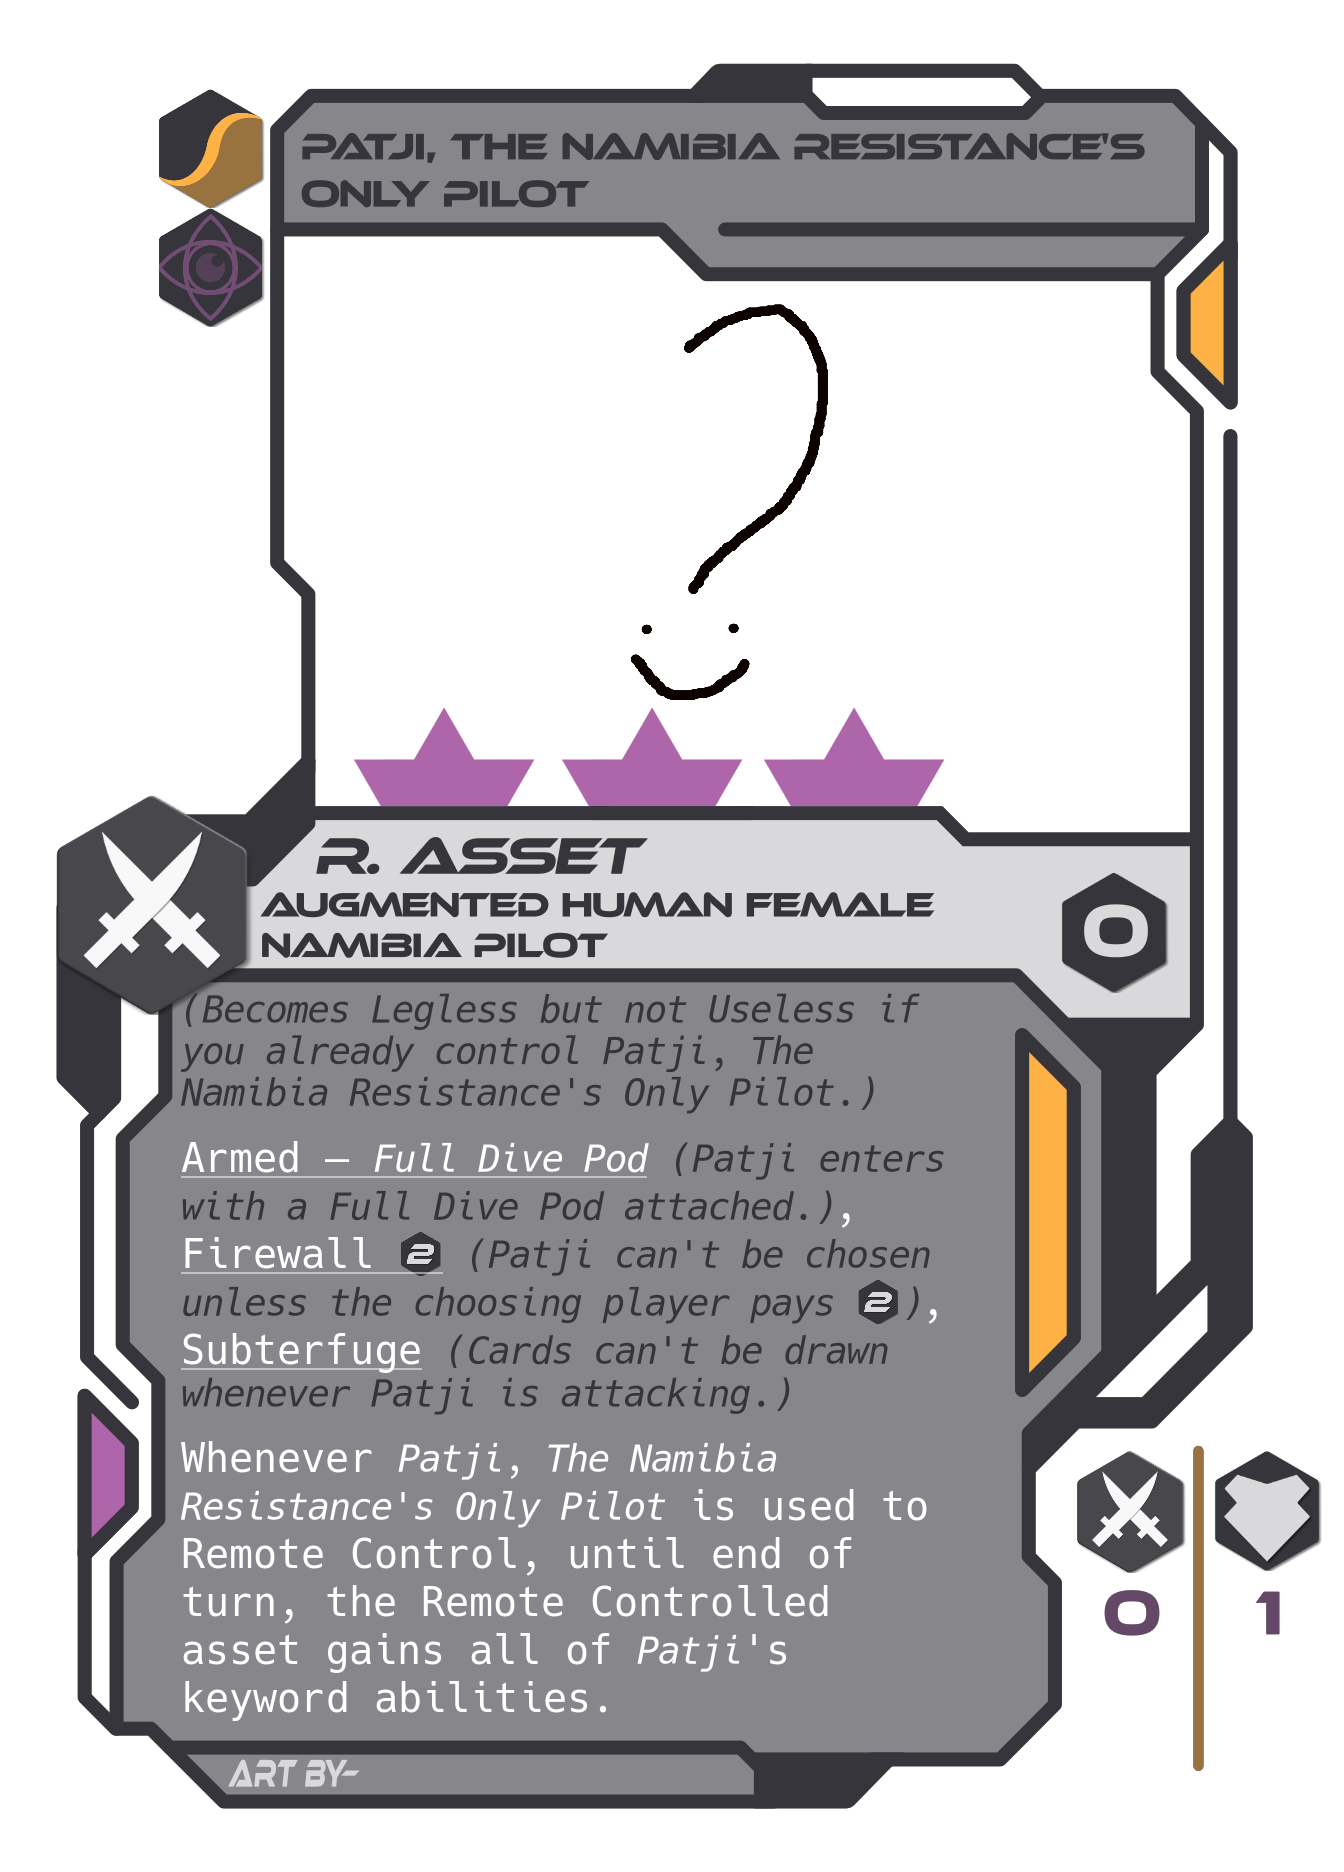 PATJI, THE NAMIBIA RESISTANCE'S
ONLY PILOT
R. ASSET
AUGMENTED HUMAN FEMALE
NAMIBIA PILOT
0
(Becomes Legless but not Useless if
you already control Patji, The
Namibia Resistance's Only Pilot.)
Armed – Full Dive Pod (Patji enters
with a Full Dive Pod attached.),
Firewall 2 (Patji can't be chosen
unless the choosing player pays 2),
Subterfuge (Cards can't be drawn
whenever Patji is attacking.)
Whenever Patji, The Namibia
Resistance's Only Pilot is used to
Remote Control, until end of
turn, the Remote Controlled
asset gains all of Patji's
keyword abilities.
0 1
ART BY-